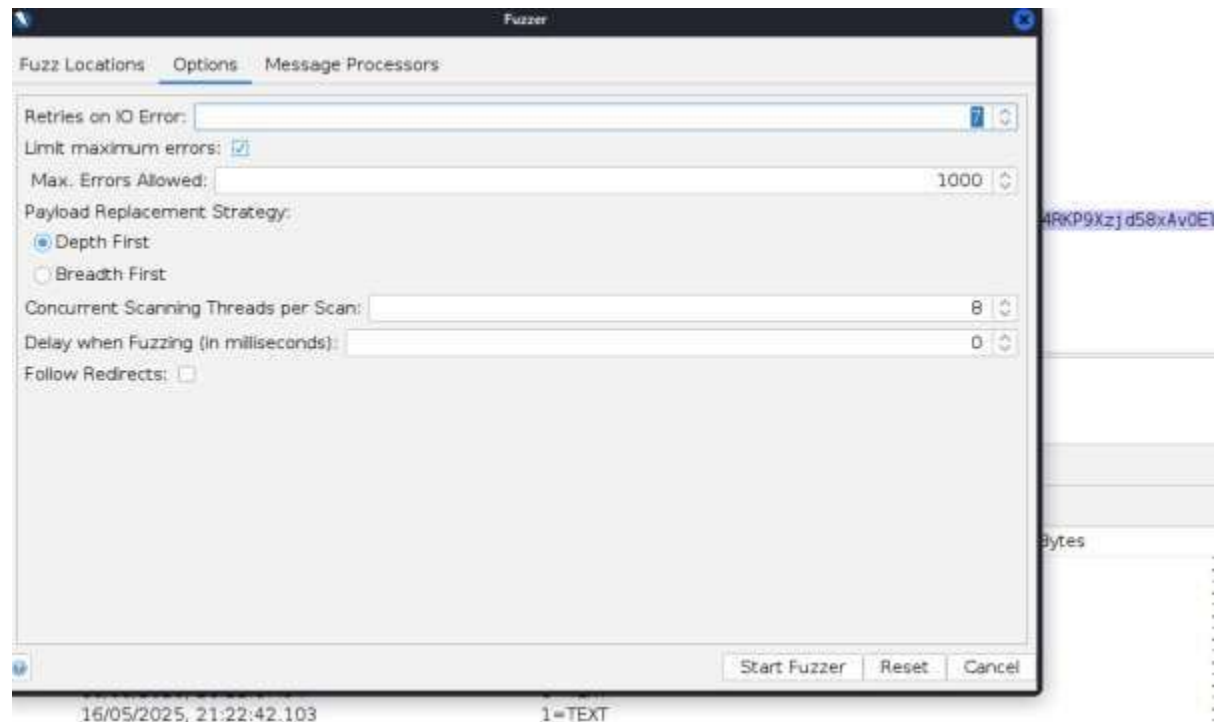 Fuzzer
Fuzz Locations Options Message Processors
Retries on IO Error: 7
Limit maximum errors:
Max. Errors Allowed: 1000
Payload Replacement Strategy:
Depth First
Breadth First
Concurrent Scanning Threads per Scan: 8
Delay when Fuzzing (in milliseconds): 0
Follow Redirects:
Start Fuzzer Reset Cancel
Bytes
16/05/2025, 21:22:42.103 1=TEXT